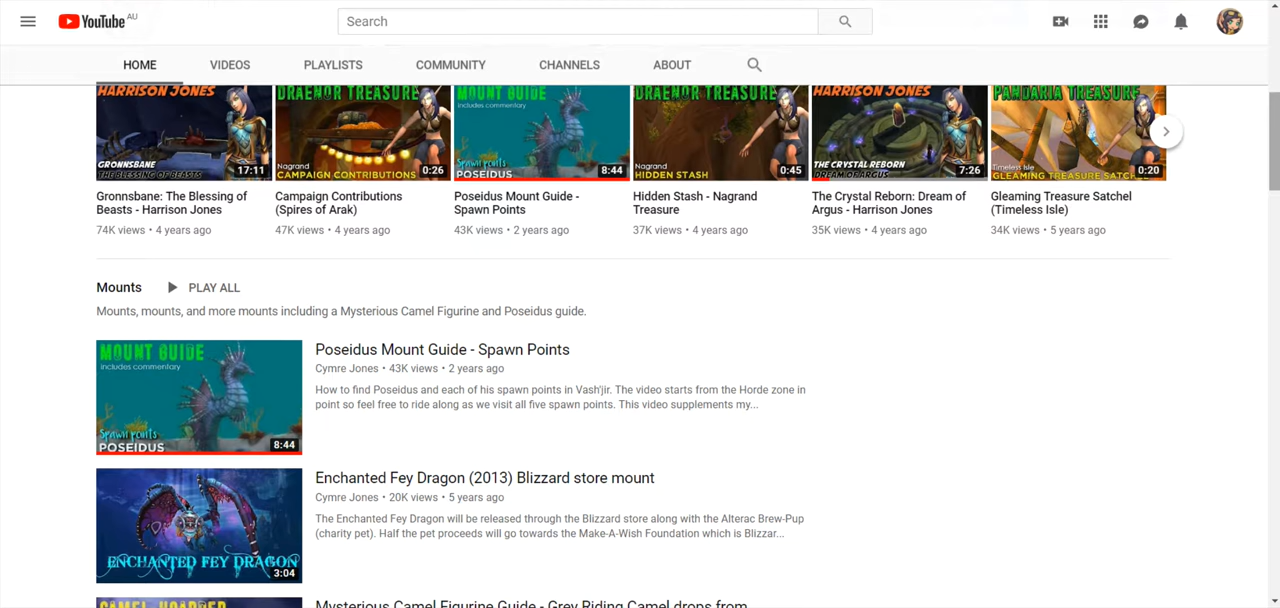 YouTube AU
Search
HOME VIDEOS PLAYLISTS COMMUNITY CHANNELS ABOUT
HARRISON JONES
GRONNSBANE
THE BLESSING OF BEASTS
17:11
DRAENOR TREASURE
Nagrand
CAMPAIGN CONTRIBUTIONS
0:26
MOUNT GUIDE
includes commentary
Spawn points
POSEIDUS
8:44
DRAENOR TREASURE
Nagrand
HIDDEN STASH
0:45
HARRISON JONES
THE CRYSTAL REBORN
DREAM OF ARGUS
7:26
PANDARIA TREASURE
Timeless Isle
GLEAMING TREASURE SATCHEL
0:20
Gronnsbane: The Blessing of
Beasts - Harrison Jones
74K views • 4 years ago
Campaign Contributions
(Spires of Arak)
47K views • 4 years ago
Poseidus Mount Guide -
Spawn Points
43K views • 2 years ago
Hidden Stash - Nagrand
Treasure
37K views • 4 years ago
The Crystal Reborn: Dream of
Argus - Harrison Jones
35K views • 4 years ago
Gleaming Treasure Satchel
(Timeless Isle)
34K views • 5 years ago
Mounts PLAY ALL
Mounts, mounts, and more mounts including a Mysterious Camel Figurine and Poseidus guide.
MOUNT GUIDE
includes commentary
Spawn points
POSEIDUS
8:44
Poseidus Mount Guide - Spawn Points
Cymre Jones • 43K views • 2 years ago
How to find Poseidus and each of his spawn points in Vash'jir. The video starts from the Horde zone in
point so feel free to ride along as we visit all five spawn points. This video supplements my...
ENCHANTED FEY DRAGON
3:04
Enchanted Fey Dragon (2013) Blizzard store mount
Cymre Jones • 20K views • 5 years ago
The Enchanted Fey Dragon will be released through the Blizzard store along with the Alterac Brew-Pup
(charity pet). Half the pet proceeds will go towards the Make-A-Wish Foundation which is Blizzar...
CAMEL HOARDER
Mysterious Camel Figurine Guide - Grey Riding Camel drops from